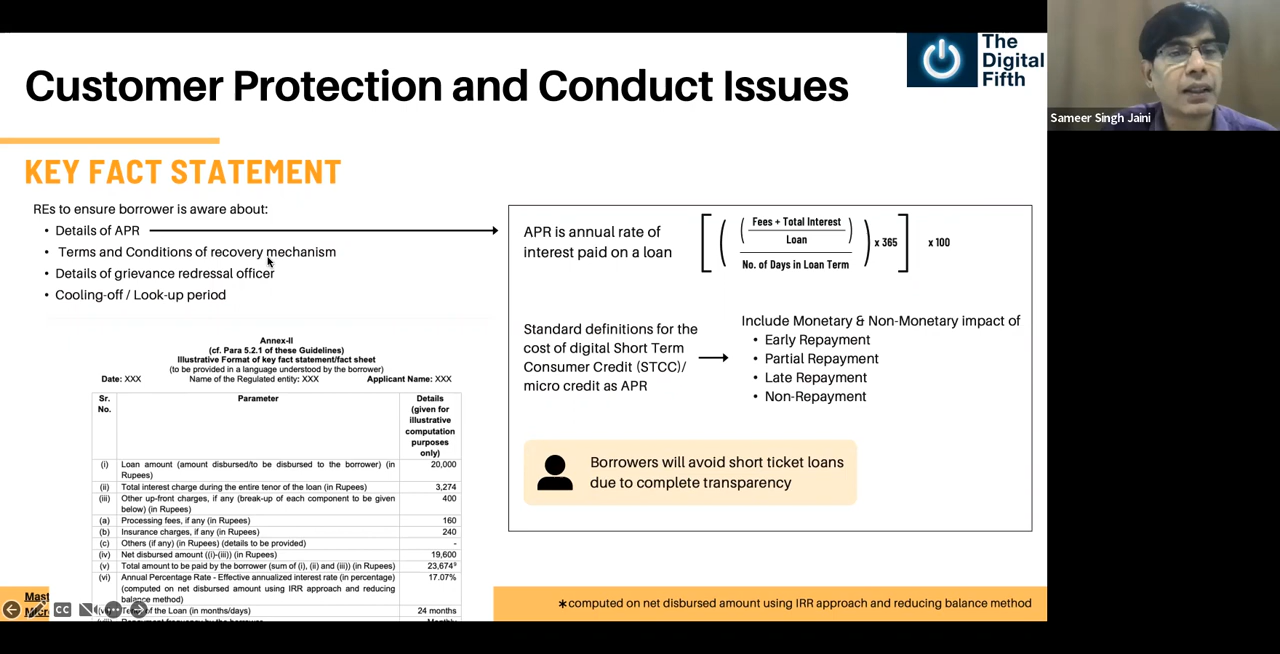 Customer Protection and Conduct Issues
The
Digital
Fifth
Sameer Singh Jaini
KEY FACT STATEMENT
REs to ensure borrower is aware about:
• Details of APR
• Terms and Conditions of recovery mechanism
• Details of grievance redressal officer
• Cooling-off / Look-up period
APR is annual rate of
interest paid on a loan
[ ( ( Fees + Total Interest
Loan )
No. of Days in Loan Term ) x 365 ] x 100
Standard definitions for the
cost of digital Short Term
Consumer Credit (STCC)/
micro credit as APR
Include Monetary & Non-Monetary impact of
• Early Repayment
• Partial Repayment
• Late Repayment
• Non-Repayment
Borrowers will avoid short ticket loans
due to complete transparency
Annex-II
(cf. Para 5.2.1 of these Guidelines)
Illustrative Format of key fact statement/fact sheet
(to be provided in a language understood by the borrower)
Date: XXX Name of the Regulated entity: XXX Applicant Name: XXX
Sr. Parameter Details
No. (given for
illustrative
computation
purposes
only)
(i) Loan amount (amount disbursed/to be disbursed to the borrower) (in 20,000
Rupees)
(ii) Total interest charge during the entire tenor of the loan (in Rupees) 3,274
(iii) Other up-front charges, if any (break-up of each component to be given 400
below) (in Rupees)
(a) Processing fees, if any (in Rupees) 160
(b) Insurance charges, if any (in Rupees) 240
(c) Others (if any) (in Rupees) (details to be provided) -
(iv) Net disbursed amount ((i)-(iii)) (in Rupees) 19,600
(v) Total amount to be paid by the borrower (sum of (i), (ii) and (iii)) (in Rupees) 23,674⁹
(vi) Annual Percentage Rate - Effective annualized interest rate (in percentage) 17.07%
(computed on net disbursed amount using IRR approach and reducing
balance method)
of the Loan (in months/days) 24 months
Mast
CC
*computed on net disbursed amount using IRR approach and reducing balance method